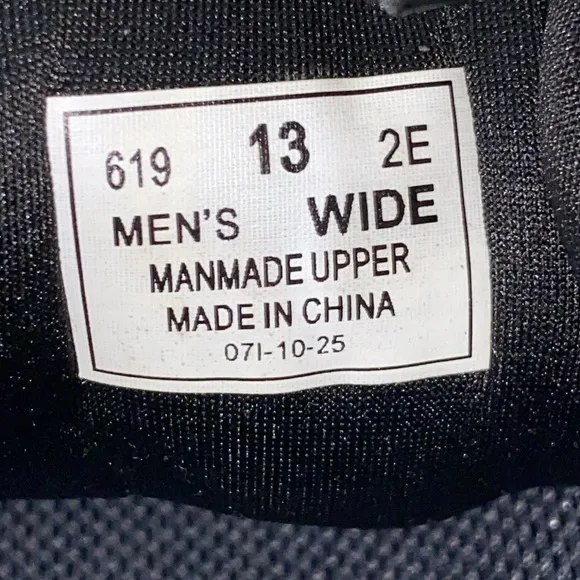 619 13 2E
MEN'S WIDE
MANMADE UPPER
MADE IN CHINA
07I-10-25